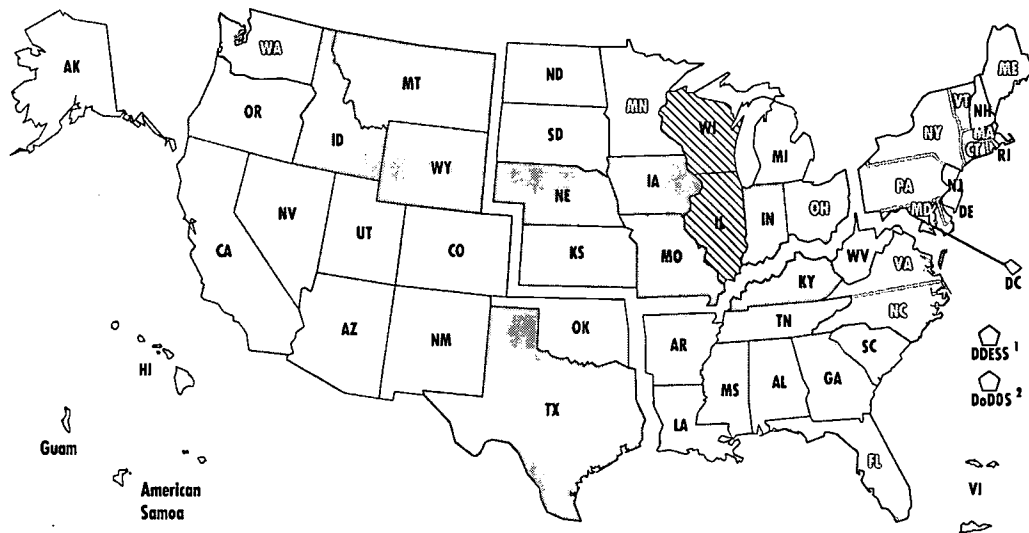 AK
WA
MT
ND
MN
ME
VT
NH
OR
ID
WY
SD
WI
MI
NY
MA
CT
RI
NE
IA
PA
NJ
NV
UT
CO
CA
KS
MO
IL
IN
OH
MD
DE
WV
VA
DC
KY
AZ
NM
OK
AR
TN
NC
DDESS 1
HI
SC
DoDDS 2
TX
MS
AL
GA
LA
Guam
FL
VI
American
Samoa